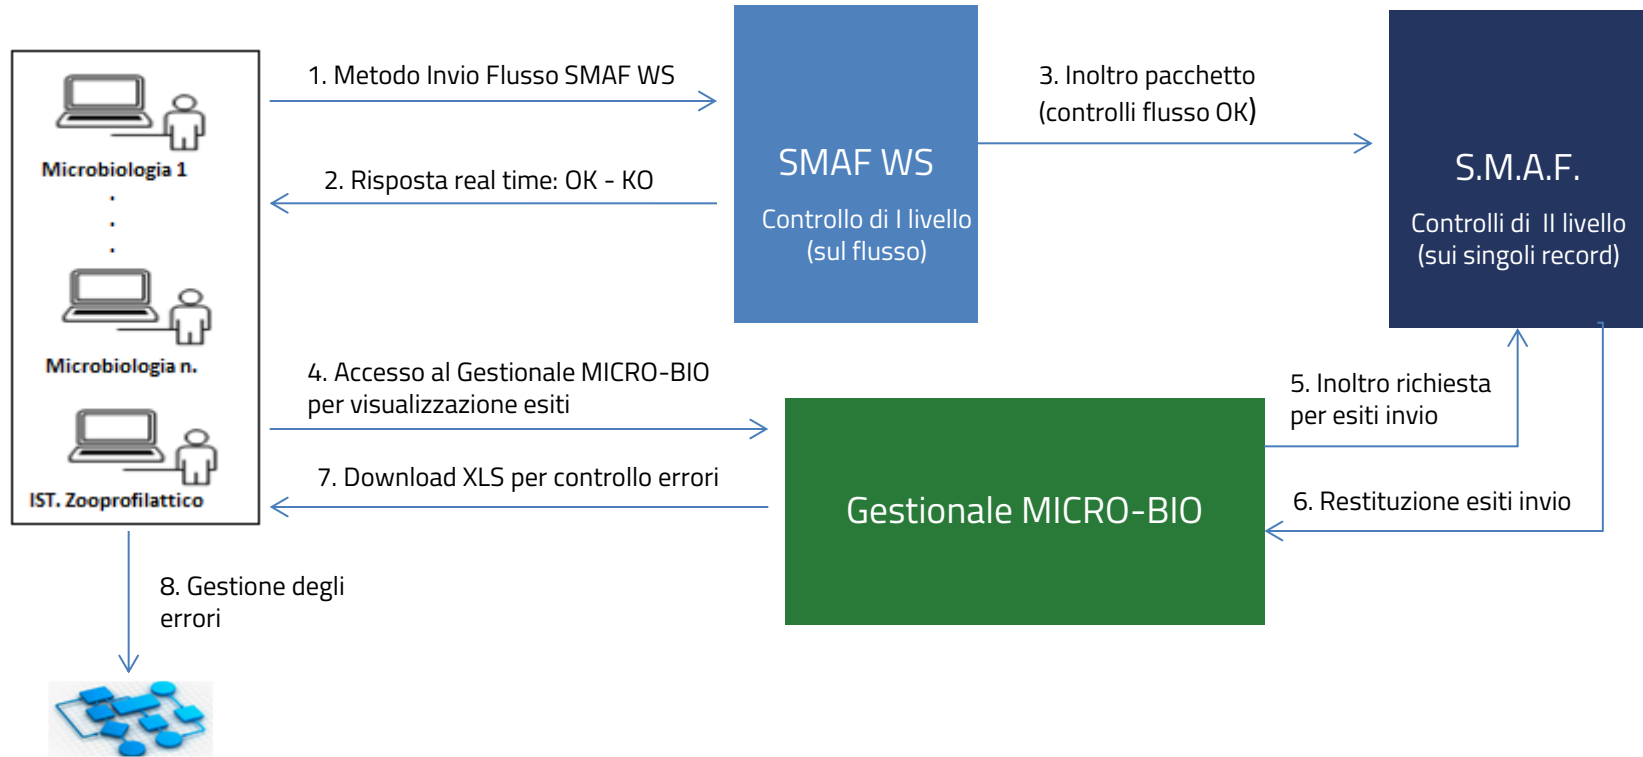 1. Metodo Invio Flusso SMAF WS
2. Risposta real time: OK - KO
3. Inoltro pacchetto
(controlli flusso OK)
SMAF WS
Controllo di I livello
(sul flusso)
S.M.A.F.
Controlli di II livello
(sui singoli record)
Microbiologia 1
.
.
.
Microbiologia n.
IST. Zooprofilattico
4. Accesso al Gestionale MICRO-BIO
per visualizzazione esiti
5. Inoltro richiesta
per esiti invio
6. Restituzione esiti invio
7. Download XLS per controllo errori
Gestionale MICRO-BIO
8. Gestione degli
errori